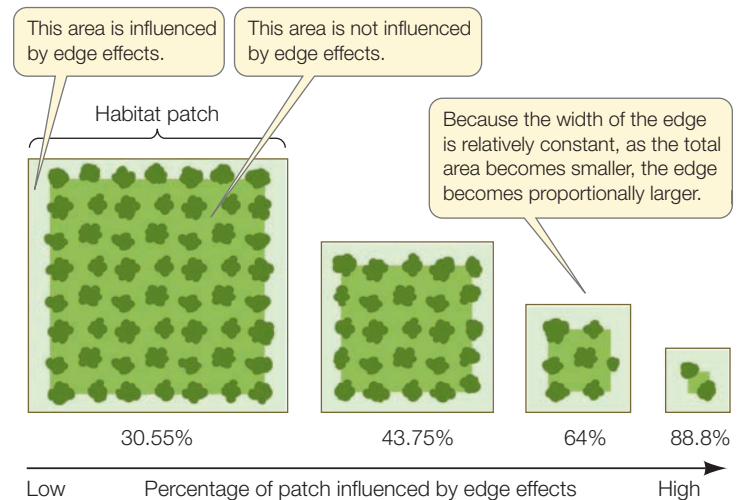 This area is influenced
by edge effects.
This area is not influenced
by edge effects.
Habitat patch
Because the width of the edge
is relatively constant, as the total
area becomes smaller, the edge
becomes proportionally larger.
30.55%
43.75%
64%
88.8%
Low
Percentage of patch influenced by edge effects
High